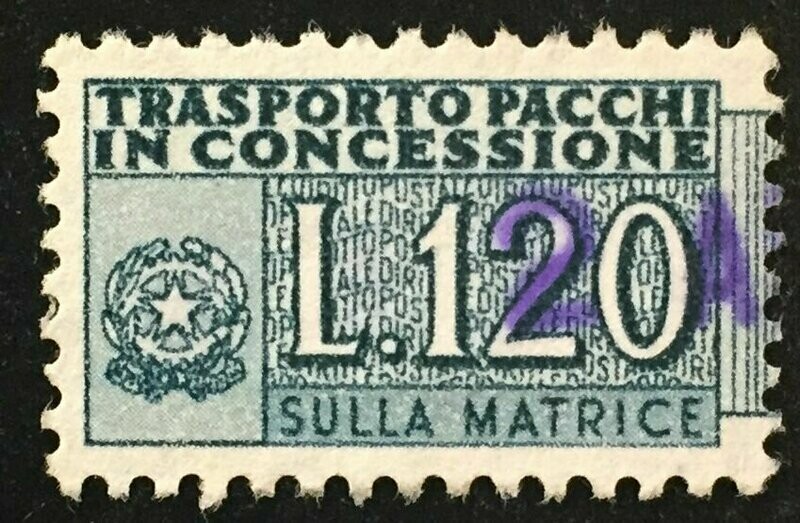 TRASPORTO PACCHI
IN CONCESSIONE
L.120
SULLA MATRICE